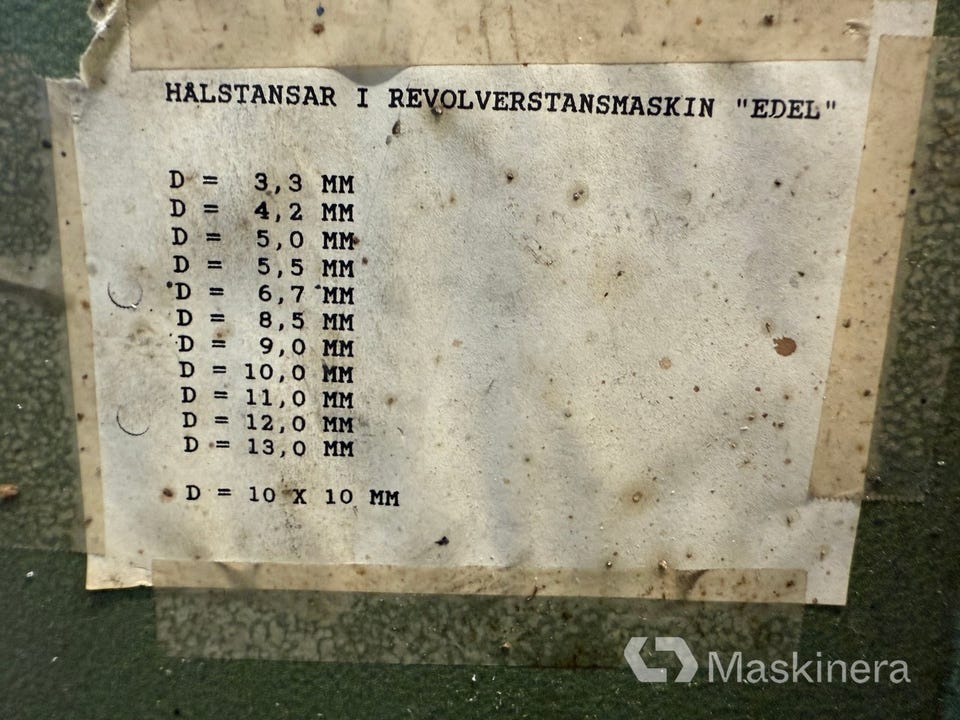 HÅLSTANSAR I REVOLVERSTANSMASKIN "EDEL"
D = 3,3 MM
D = 4,2 MM
D = 5,0 MM
D = 5,5 MM
D = 6,7 MM
D = 8,5 MM
D = 9,0 MM
D = 10,0 MM
D = 11,0 MM
D = 12,0 MM
D = 13,0 MM
D = 10 X 10 MM
Maskinera